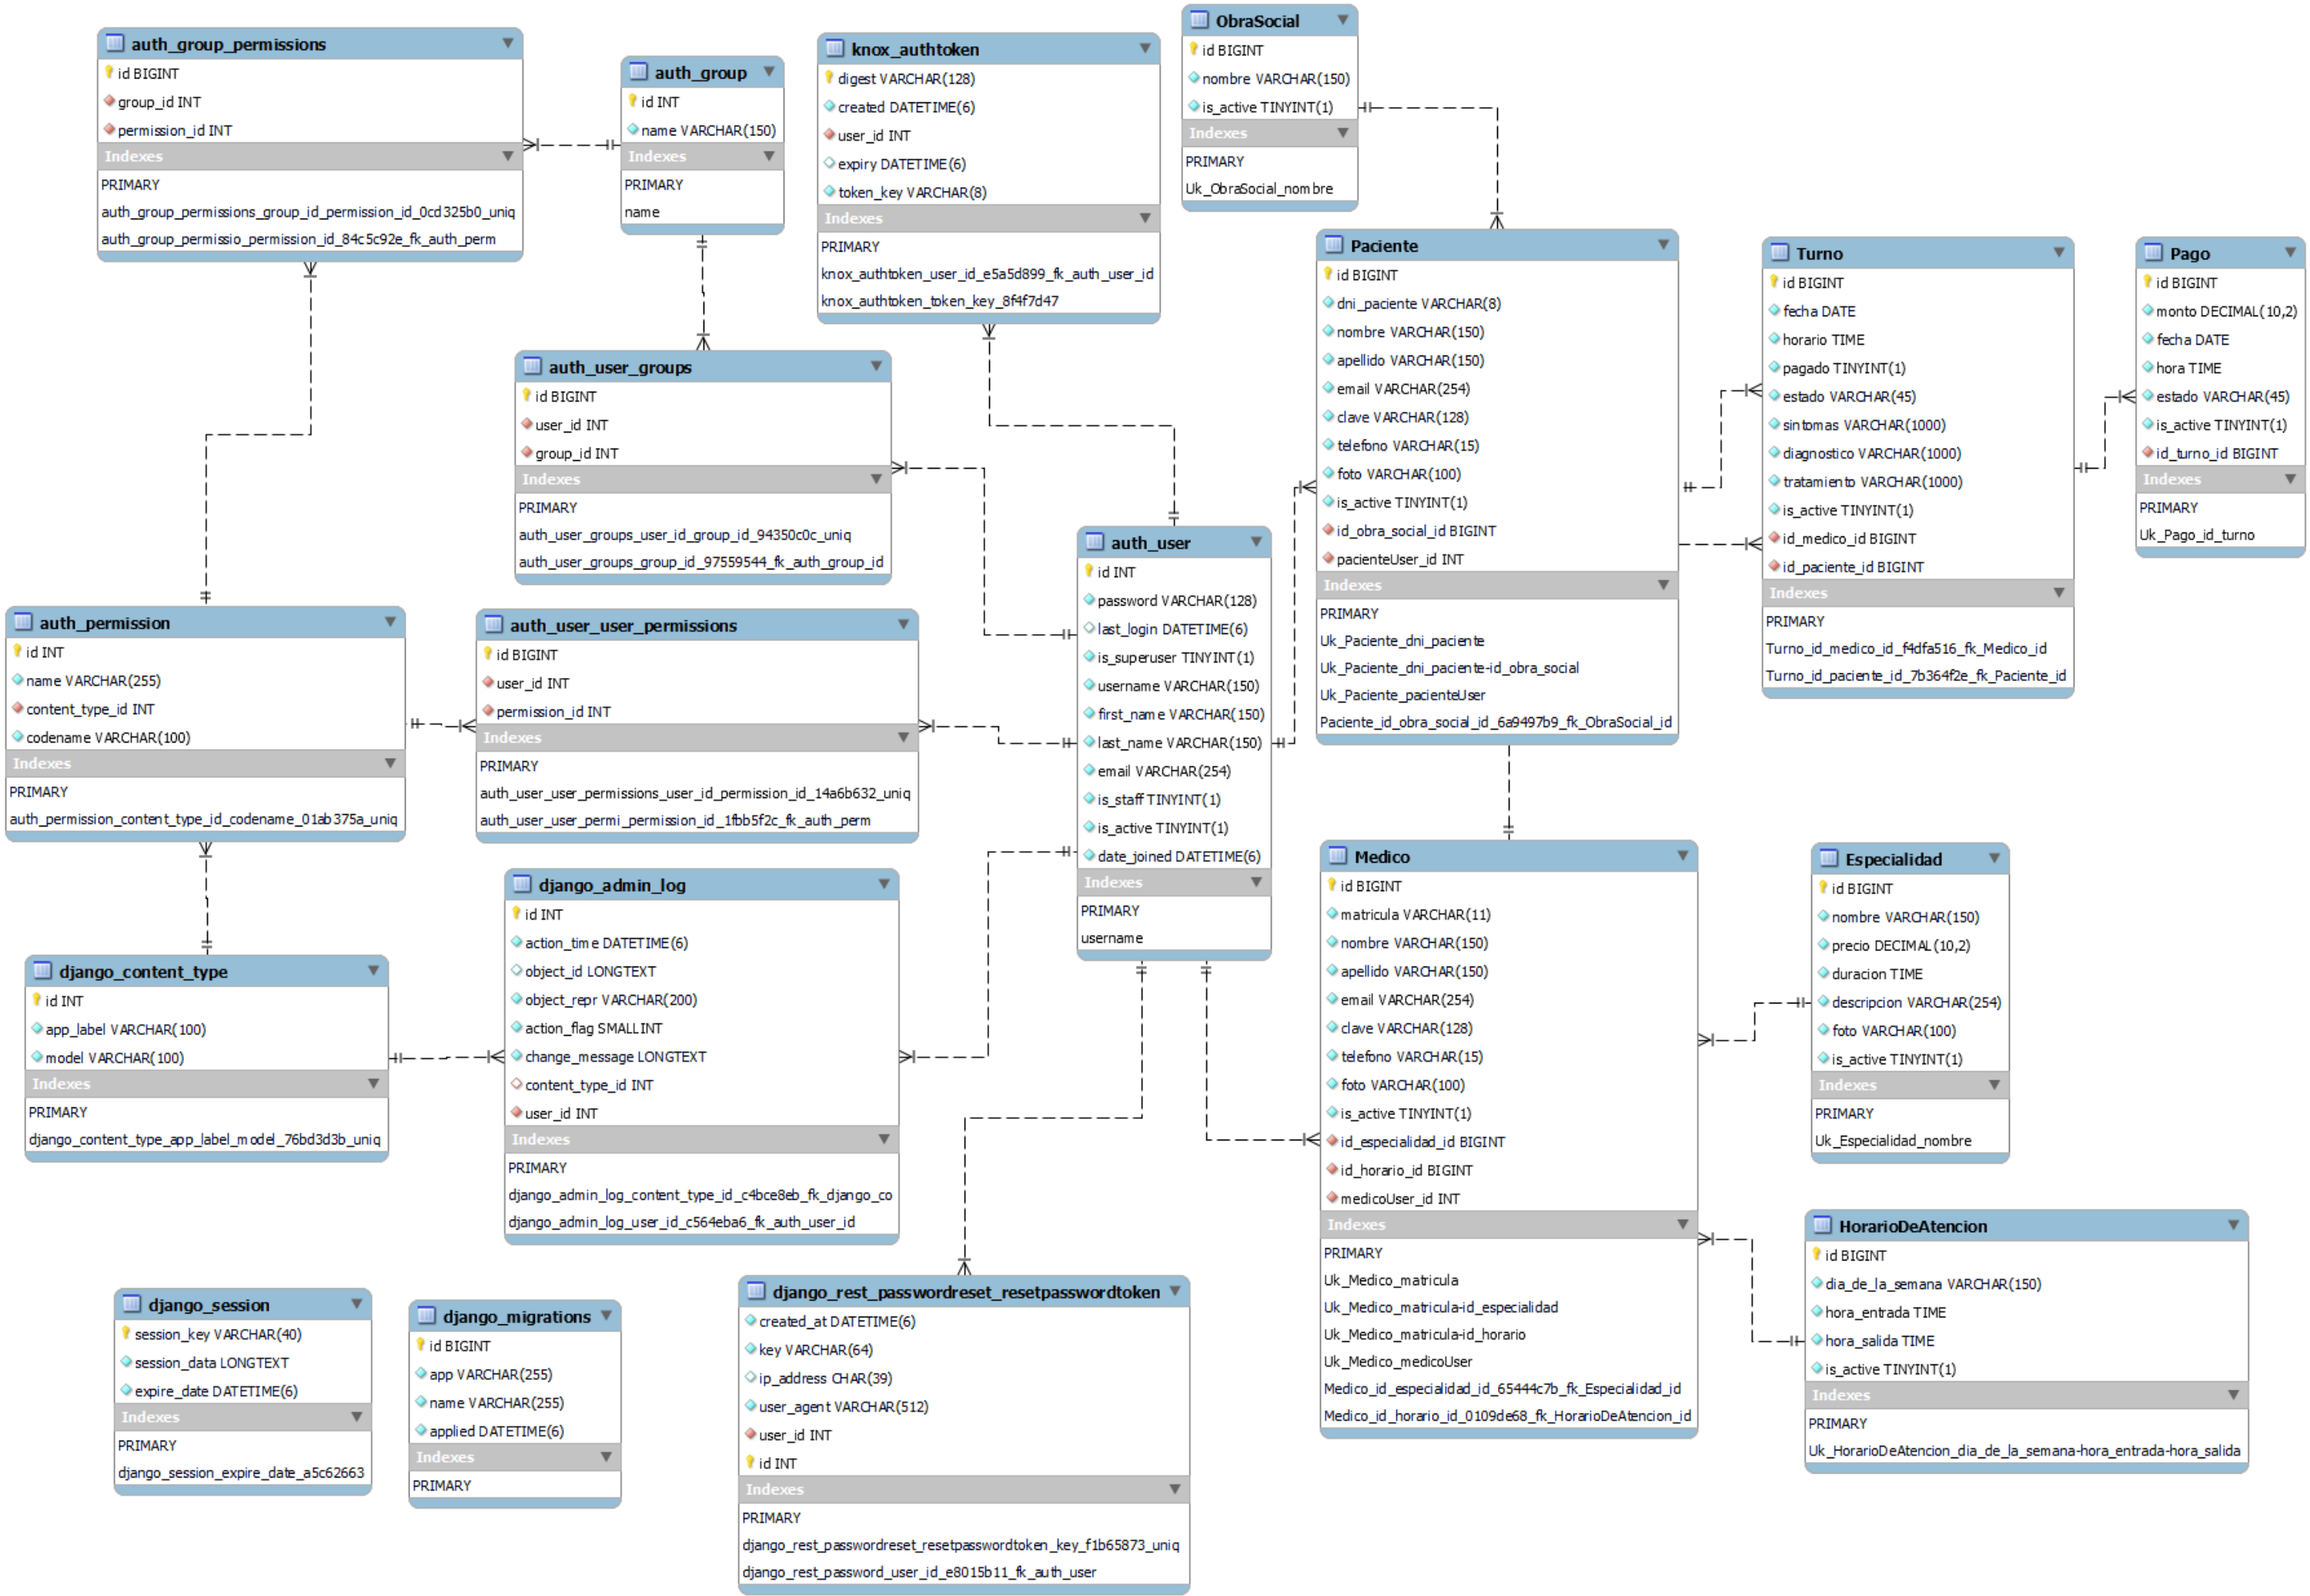 auth_group_permissions
id BIGINT
group_id INT
permission_id INT
Indexes
PRIMARY
auth_group_permissions_group_id_permission_id_0cd325b0_uniq
auth_group_permissio_permission_id_84c5c92e_fk_auth_perm
auth_group
id INT
name VARCHAR(150)
Indexes
PRIMARY
name
knox_authtoken
digest VARCHAR(128)
created DATETIME(6)
user_id INT
expiry DATETIME(6)
token_key VARCHAR(8)
Indexes
PRIMARY
knox_authtoken_user_id_e5a5d899_fk_auth_user_id
knox_authtoken_token_key_8f4f7d47
ObraSocial
id BIGINT
nombre VARCHAR(150)
is_active TINYINT(1)
Indexes
PRIMARY
Uk_ObraSocial_nombre
Paciente
id BIGINT
dni_paciente VARCHAR(8)
nombre VARCHAR(150)
apellido VARCHAR(150)
email VARCHAR(254)
clave VARCHAR(128)
telefono VARCHAR(15)
foto VARCHAR(100)
is_active TINYINT(1)
id_obra_social_id BIGINT
pacienteUser_id INT
Indexes
PRIMARY
Uk_Paciente_dni_paciente
Uk_Paciente_dni_paciente-id_obra_social
Uk_Paciente_pacienteUser
Paciente_id_obra_social_id_6a9497b9_fk_ObraSocial_id
Turno
id BIGINT
fecha DATE
horario TIME
pagado TINYINT(1)
estado VARCHAR(45)
sintomas VARCHAR(1000)
diagnostico VARCHAR(1000)
tratamiento VARCHAR(1000)
is_active TINYINT(1)
id_medico_id BIGINT
id_paciente_id BIGINT
Indexes
PRIMARY
Turno_id_medico_id_f4dfa516_fk_Medico_id
Turno_id_paciente_id_7b364f2e_fk_Paciente_id
Pago
id BIGINT
monto DECIMAL(10,2)
fecha DATE
hora TIME
estado VARCHAR(45)
is_active TINYINT(1)
id_turno_id BIGINT
Indexes
PRIMARY
Uk_Pago_id_turno
auth_user_groups
id BIGINT
user_id INT
group_id INT
Indexes
PRIMARY
auth_user_groups_user_id_group_id_94350c0c_uniq
auth_user_groups_group_id_97559544_fk_auth_group_id
auth_user
id INT
password VARCHAR(128)
last_login DATETIME(6)
is_superuser TINYINT(1)
username VARCHAR(150)
first_name VARCHAR(150)
last_name VARCHAR(150)
email VARCHAR(254)
is_staff TINYINT(1)
is_active TINYINT(1)
date_joined DATETIME(6)
Indexes
PRIMARY
username
auth_permission
id INT
name VARCHAR(255)
content_type_id INT
codename VARCHAR(100)
Indexes
PRIMARY
auth_permission_content_type_id_codename_01ab375a_uniq
auth_user_user_permissions
id BIGINT
user_id INT
permission_id INT
Indexes
PRIMARY
auth_user_user_permissions_user_id_permission_id_14a6b632_uniq
auth_user_user_permi_permission_id_1fbb5f2c_fk_auth_perm
django_admin_log
id INT
action_time DATETIME(6)
object_id LONGTEXT
object_repr VARCHAR(200)
action_flag SMALLINT
change_message LONGTEXT
content_type_id INT
user_id INT
Indexes
PRIMARY
django_admin_log_content_type_id_c4bce8eb_fk_django_co
django_admin_log_user_id_c564eba6_fk_auth_user_id
Medico
id BIGINT
matricula VARCHAR(11)
nombre VARCHAR(150)
apellido VARCHAR(150)
email VARCHAR(254)
clave VARCHAR(128)
telefono VARCHAR(15)
foto VARCHAR(100)
is_active TINYINT(1)
id_especialidad_id BIGINT
id_horario_id BIGINT
medicoUser_id INT
Indexes
PRIMARY
Uk_Medico_matricula
Uk_Medico_matricula-id_especialidad
Uk_Medico_matricula-id_horario
Uk_Medico_medicoUser
Medico_id_especialidad_id_65444c7b_fk_Especialidad_id
Medico_id_horario_id_0109de68_fk_HorarioDeAtencion_id
Especialidad
id BIGINT
nombre VARCHAR(150)
precio DECIMAL(10,2)
duracion TIME
descripcion VARCHAR(254)
foto VARCHAR(100)
is_active TINYINT(1)
Indexes
PRIMARY
Uk_Especialidad_nombre
django_content_type
id INT
app_label VARCHAR(100)
model VARCHAR(100)
Indexes
PRIMARY
django_content_type_app_label_model_76bd3d3b_uniq
HorarioDeAtencion
id BIGINT
dia_de_la_semana VARCHAR(150)
hora_entrada TIME
hora_salida TIME
is_active TINYINT(1)
Indexes
PRIMARY
Uk_HorarioDeAtencion_dia_de_la_semana-hora_entrada-hora_salida
django_session
session_key VARCHAR(40)
session_data LONGTEXT
expire_date DATETIME(6)
Indexes
PRIMARY
django_session_expire_date_a5c62663
django_migrations
id BIGINT
app VARCHAR(255)
name VARCHAR(255)
applied DATETIME(6)
Indexes
PRIMARY
django_rest_passwordreset_resetpasswordtoken
created_at DATETIME(6)
key VARCHAR(64)
ip_address CHAR(39)
user_agent VARCHAR(512)
user_id INT
id INT
Indexes
PRIMARY
django_rest_passwordreset_resetpasswordtoken_key_f1b65873_uniq
django_rest_password_user_id_e8015b11_fk_auth_user